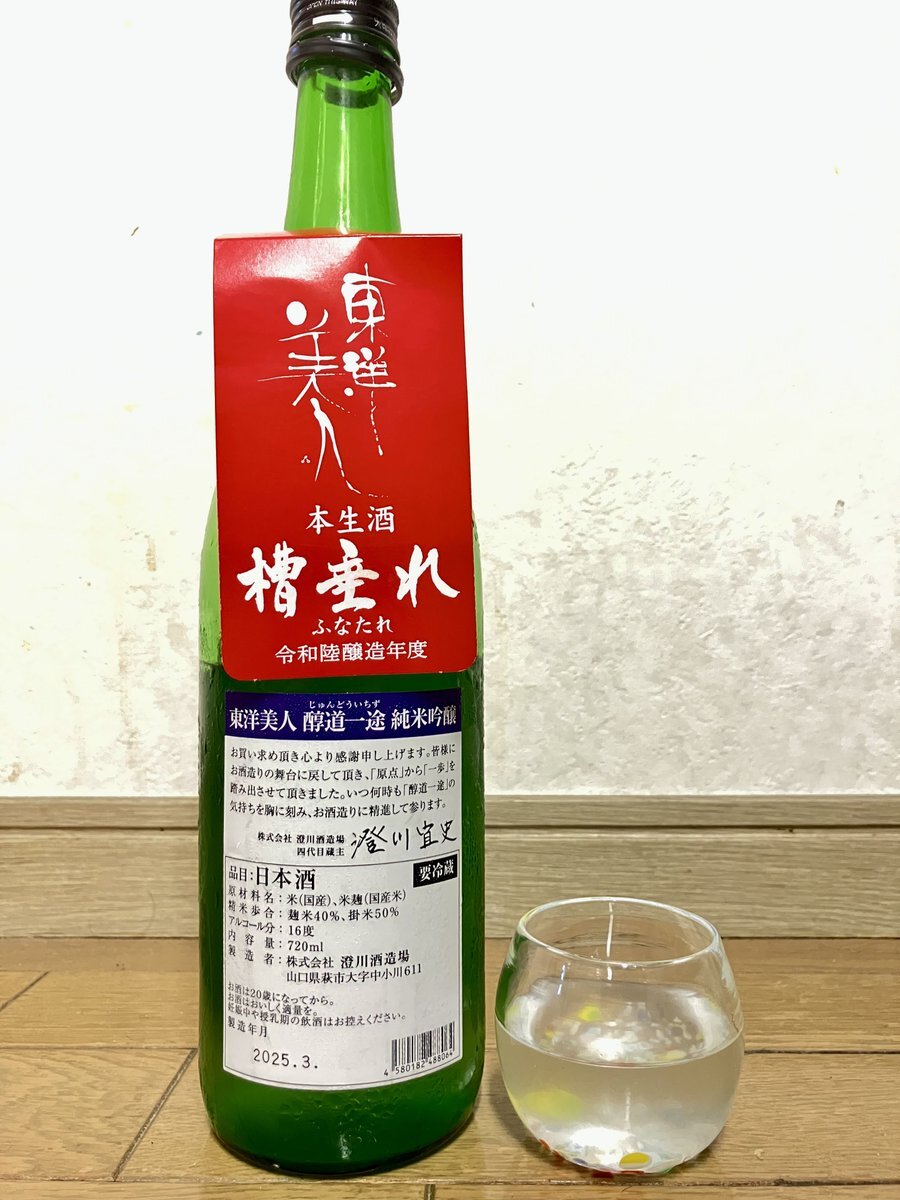 東洋
美人
本生酒
槽垂れ
ふなたれ
令和陸醸造年度
じゅんどういちず
東洋美人 醇道一途 純米吟醸
お買い求め頂き心より感謝申し上げます。皆様に
お酒造りの舞台に戻して頂き、「原点」から「一歩」を
踏み出させて頂きました。いつ何時も「醇道一途」の
気持ちを胸に刻み、お酒造りに精進して参ります。
株式会社 澄川酒造場
四代目蔵主 澄川宜史
品目:日本酒
要冷蔵
原材料名:米(国産)、米麹(国産米)
精米歩合:麹米40%、掛米50%
アルコール分:16度
内容量:720ml
製造者:株式会社 澄川酒造場
山口県萩市大字中小川611
お酒は20歳になってから。
お酒はおいしく適量を。
妊娠中や授乳期の飲酒はお控えください。
製造年月
2025.3.
4 580182 488064